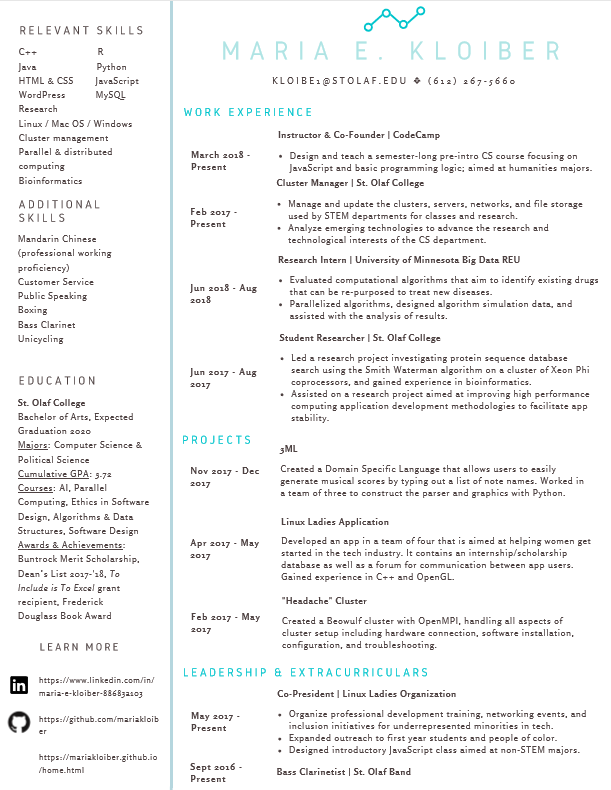 RELEVANT SKILLS
C++ R
Java Python
HTML & CSS JavaScript
WordPress MySQL
Research
Linux / Mac OS / Windows
Cluster management
Parallel & distributed
computing
Bioinformatics
ADDITIONAL
SKILLS
Mandarin Chinese
(professional working
proficiency)
Customer Service
Public Speaking
Boxing
Bass Clarinet
Unicycling
EDUCATION
St. Olaf College
Bachelor of Arts, Expected
Graduation 2020
Majors: Computer Science &
Political Science
Cumulative GPA: 3.72
Courses: AI, Parallel
Computing, Ethics in Software
Design, Algorithms & Data
Structures, Software Design
Awards & Achievements:
Buntrock Merit Scholarship,
Dean's List 2017-'18, To
Include is To Excel grant
recipient, Frederick
Douglass Book Award
LEARN MORE
in https://www.linkedin.com/in/
maria-e-kloiber-886832103
https://github.com/mariakloib
er
https://mariakloiber.github.io
/home.html
MARIA E. KLOIBER
KLOIBE1@STOLAF.EDU ❖ (612) 267-5660
WORK EXPERIENCE
Instructor & Co-Founder | CodeCamp
March 2018 -
Present
• Design and teach a semester-long pre-intro CS course focusing on
JavaScript and basic programming logic; aimed at humanities majors.
Cluster Manager | St. Olaf College
Feb 2017 -
Present
• Manage and update the clusters, servers, networks, and file storage
used by STEM departments for classes and research.
• Analyze emerging technologies to advance the research and
technological interests of the CS department.
Research Intern | University of Minnesota Big Data REU
Jun 2018 - Aug
2018
• Evaluated computational algorithms that aim to identify existing drugs
that can be re-purposed to treat new diseases.
• Parallelized algorithms, designed algorithm simulation data, and
assisted with the analysis of results.
Student Researcher | St. Olaf College
Jun 2017 - Aug
2017
• Led a research project investigating protein sequence database
search using the Smith Waterman algorithm on a cluster of Xeon Phi
coprocessors, and gained experience in bioinformatics.
• Assisted on a research project aimed at improving high performance
computing application development methodologies to facilitate app
stability.
PROJECTS
3ML
Nov 2017 - Dec
2017
Created a Domain Specific Language that allows users to easily
generate musical scores by typing out a list of note names. Worked in
a team of three to construct the parser and graphics with Python.
Linux Ladies Application
Apr 2017 - May
2017
Developed an app in a team of four that is aimed at helping women get
started in the tech industry. It contains an internship/scholarship
database as well as a forum for communication between app users.
Gained experience in C++ and OpenGL.
"Headache" Cluster
Feb 2017 - May
2017
Created a Beowulf cluster with OpenMPI, handling all aspects of
cluster setup including hardware connection, software installation,
configuration, and troubleshooting.
LEADERSHIP & EXTRACURRICULARS
Co-President | Linux Ladies Organization
May 2017 -
Present
• Organize professional development training, networking events, and
inclusion initiatives for underrepresented minorities in tech.
• Expanded outreach to first year students and people of color.
• Designed introductory JavaScript class aimed at non-STEM majors.
Sept 2016 -
Present
Bass Clarinetist | St. Olaf Band